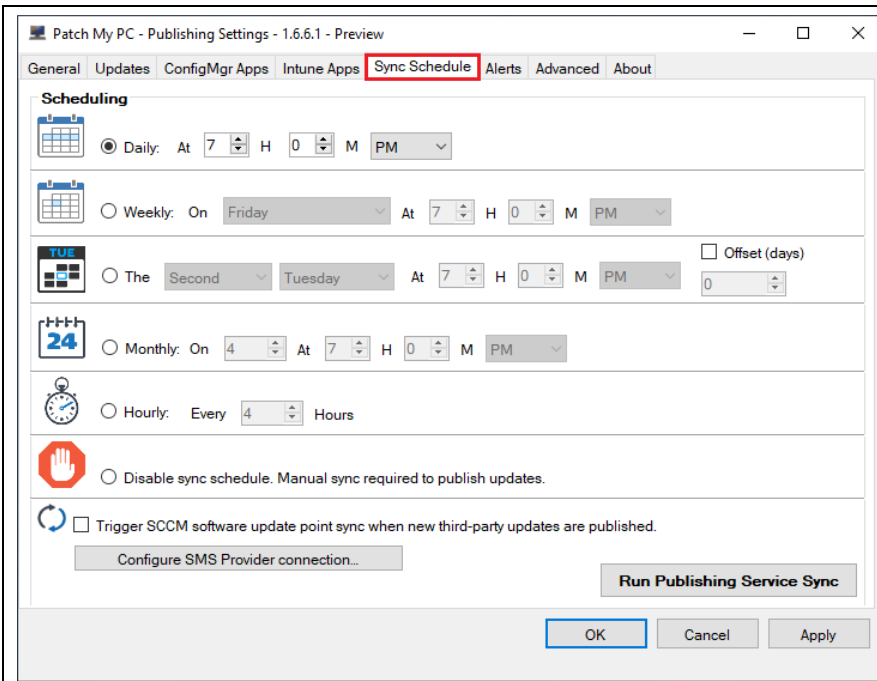 Patch My PC - Publishing Settings - 1.6.6.1 - Preview
General Updates ConfigMgr Apps Intune Apps Sync Schedule Alerts Advanced About
Scheduling
Daily: At 7 H 0 M PM
Weekly: On Friday At 7 H 0 M PM
TUE
Offset (days)
The Second Tuesday At 7 H 0 M PM 0
24
Monthly: On 4 At 7 H 0 M PM
Hourly: Every 4 Hours
Disable sync schedule. Manual sync required to publish updates.
Trigger SCCM software update point sync when new third-party updates are published.
Configure SMS Provider connection...
Run Publishing Service Sync
OK Cancel Apply